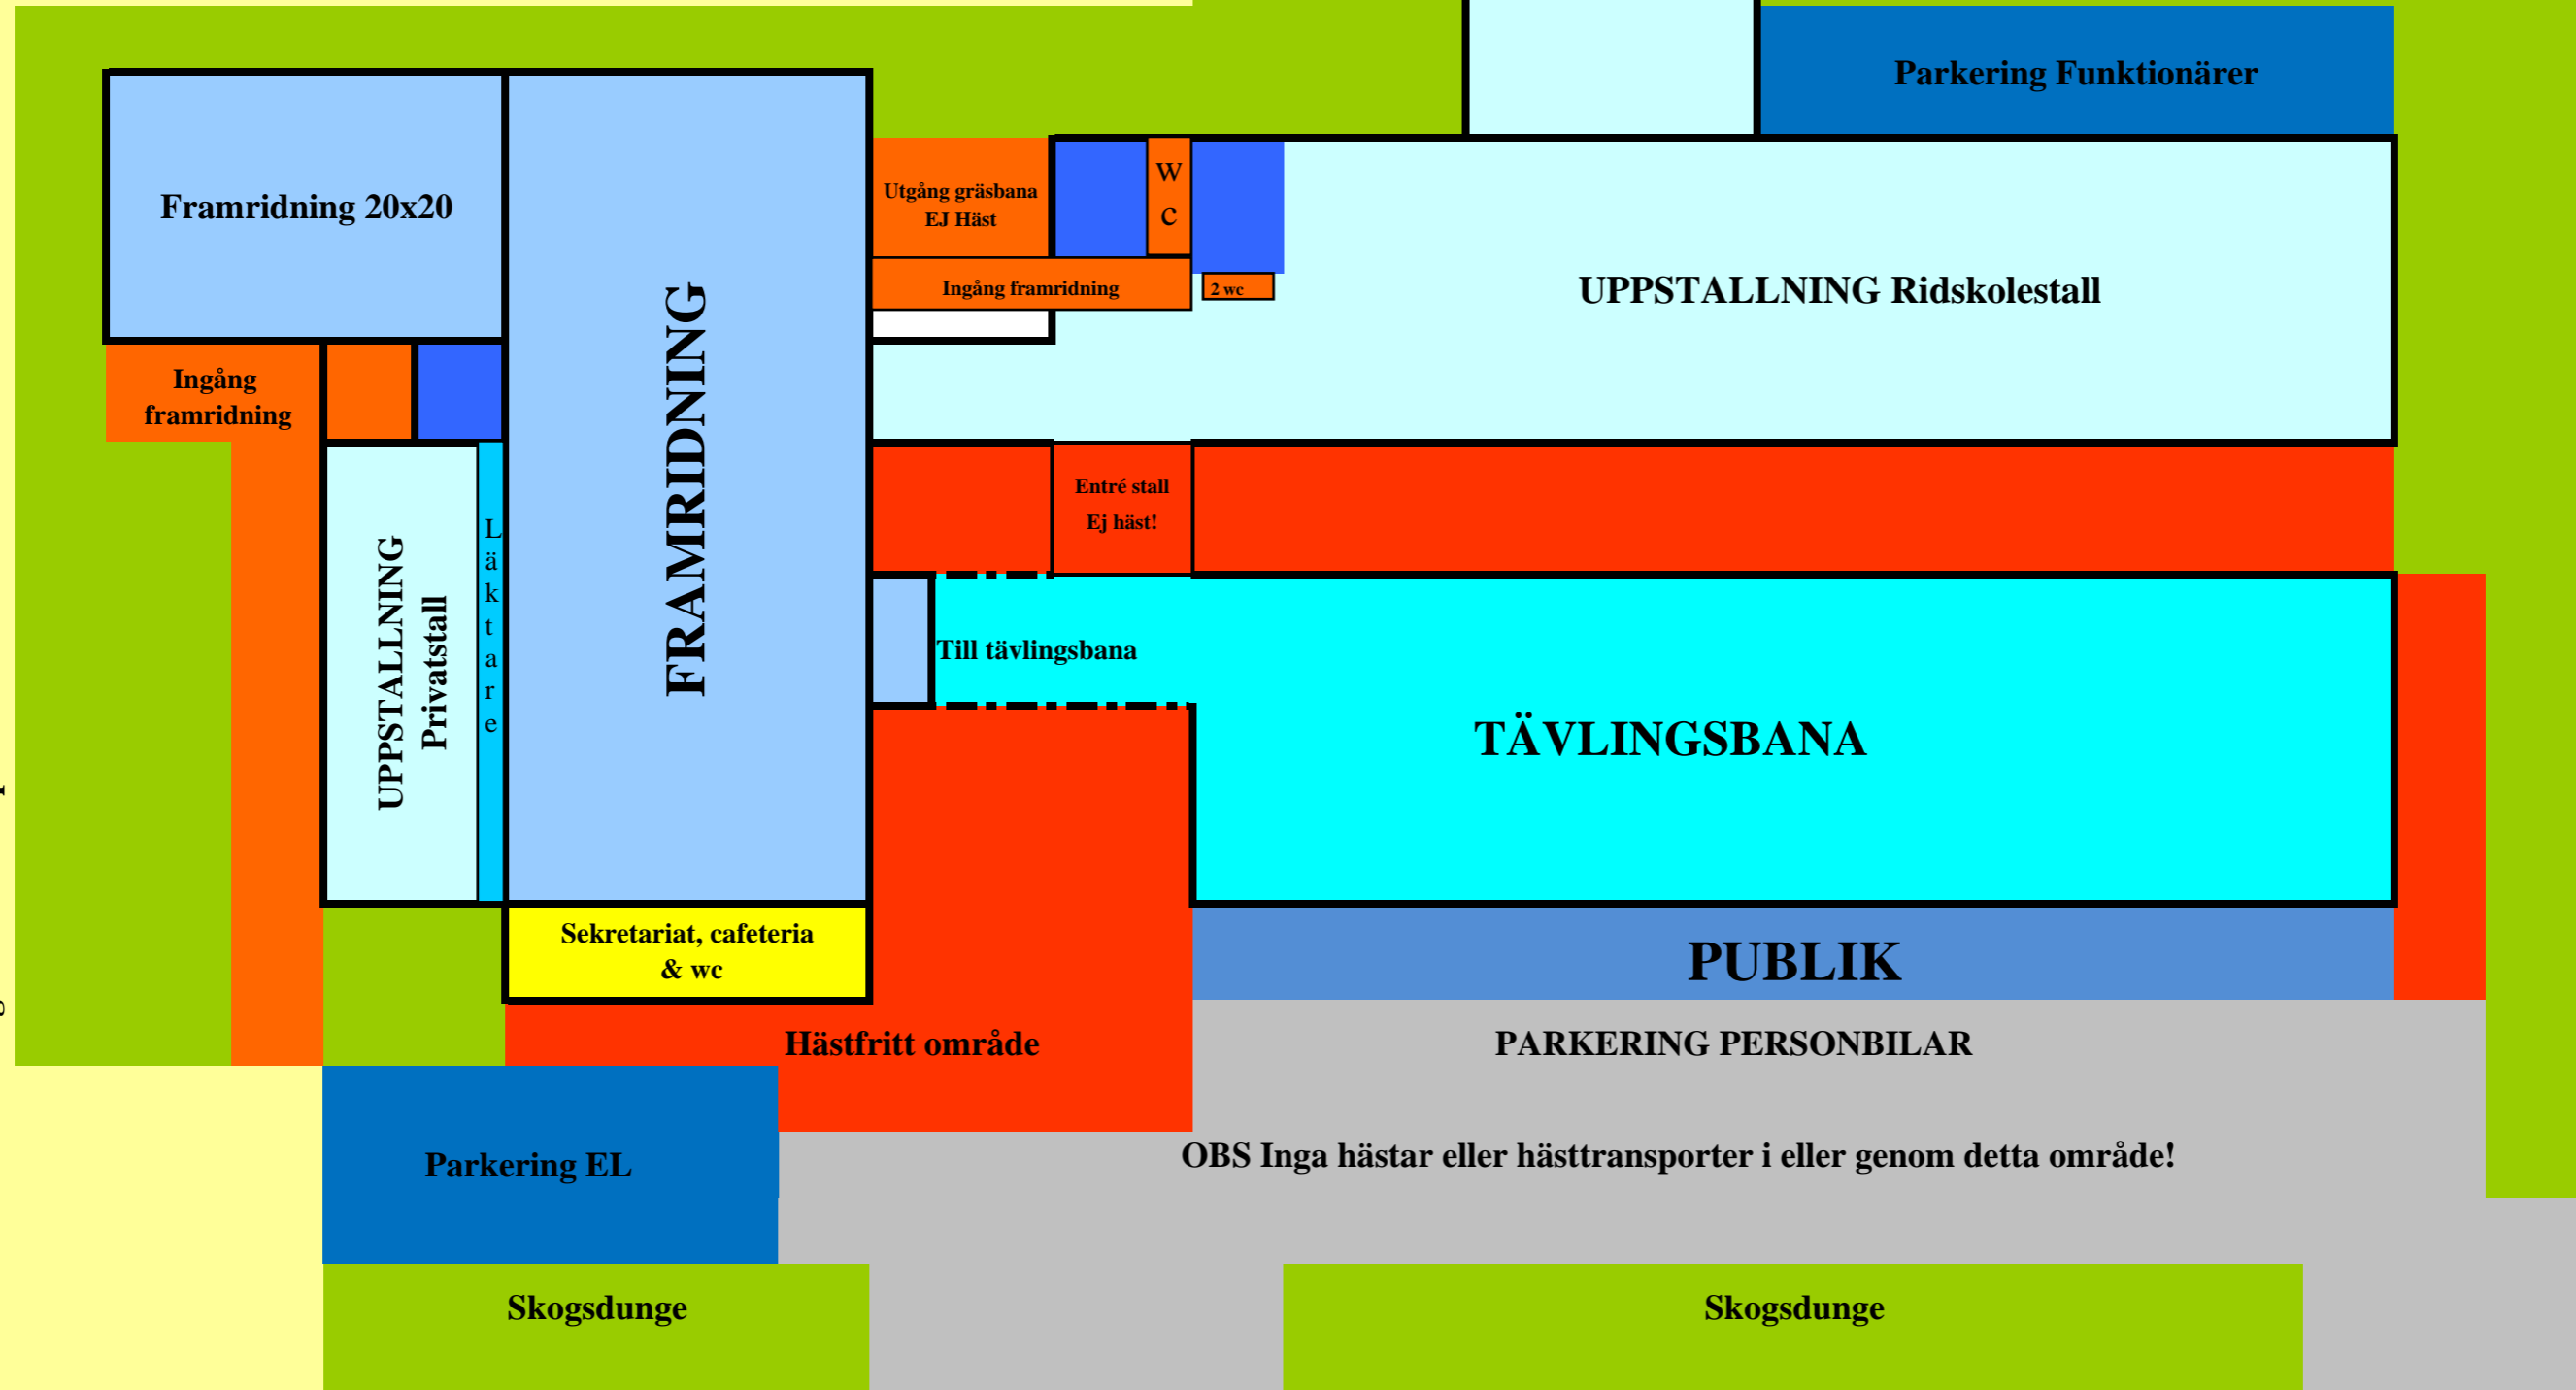 Parkering Funktionärer
Framridning 20x20
Utgång gräsbana
EJ Häst
W
C
Ingång framridning
2 wc
UPPSTALLNING Ridskolestall
Ingång
framridning
FRAMRIDNING
Entré stall
Ej häst!
UPPSTALLNING
Privatstall
Läktare
Till tävlingsbana
TÄVLINGSBANA
Sekretariat, cafeteria
& wc
PUBLIK
Hästfritt område
PARKERING PERSONBILAR
Parkering EL
OBS Inga hästar eller hästtransporter i eller genom detta område!
Skogsdunge
Skogsdunge